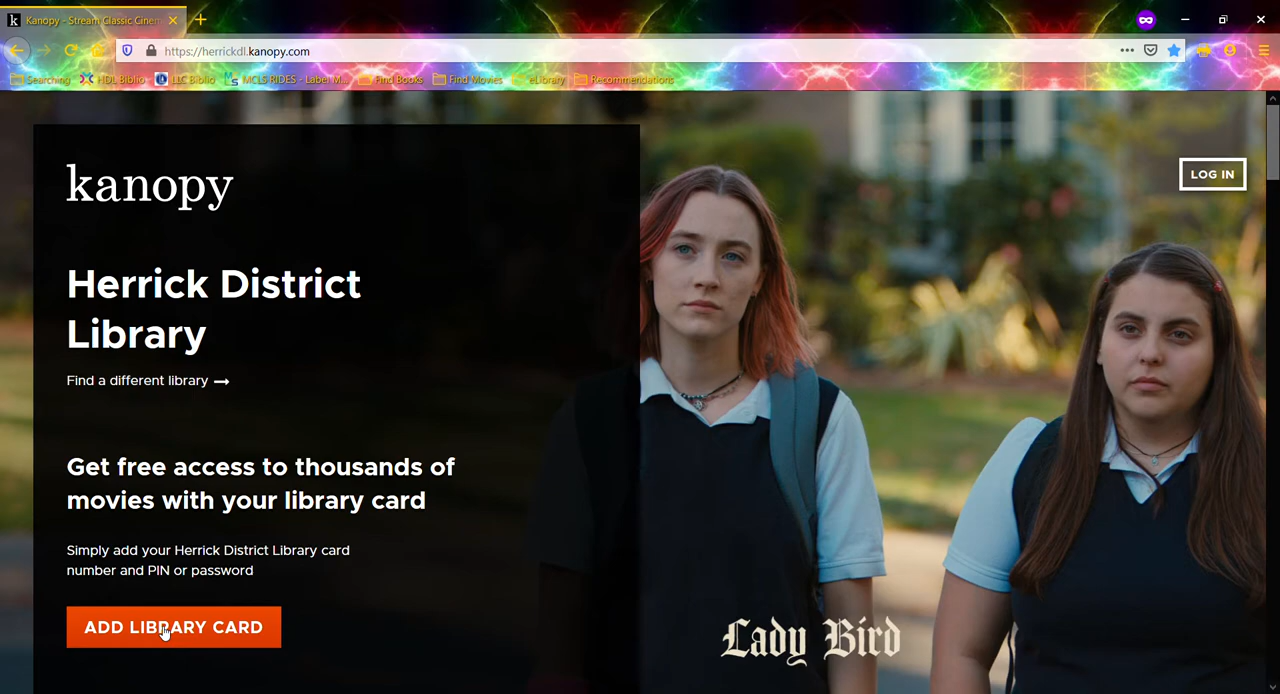 k Kanopy - Stream Classic Cinem
https://herrickdl.kanopy.com
Searching HDL Biblio LLC Biblio MCLS RIDES - Label M... Find Books Find Movies eLibrary Recommendations
kanopy
LOG IN
Herrick District
Library
Find a different library
Get free access to thousands of
movies with your library card
Simply add your Herrick District Library card
number and PIN or password
ADD LIBRARY CARD
Lady Bird